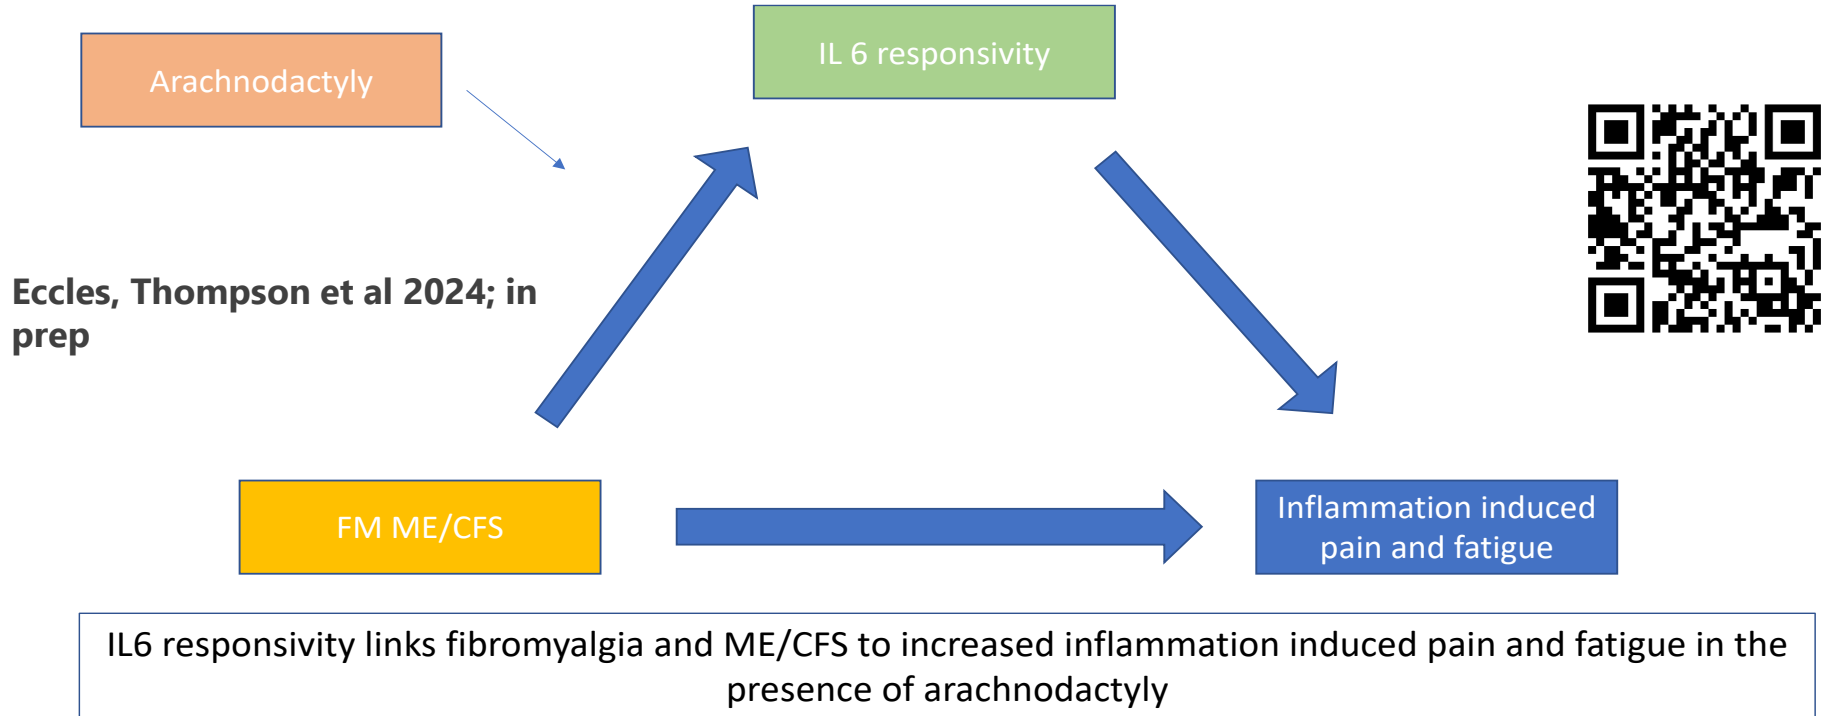 Arachnodactyly
IL 6 responsivity
Eccles, Thompson et al 2024; in
prep
FM ME/CFS
Inflammation induced
pain and fatigue
IL6 responsivity links fibromyalgia and ME/CFS to increased inflammation induced pain and fatigue in the
presence of arachnodactyly